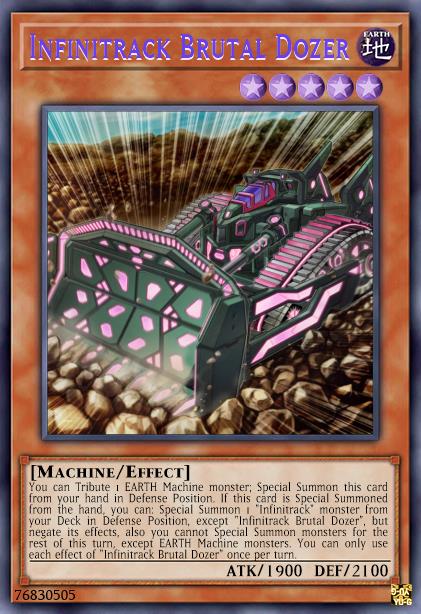 INFINITRACK BRUTAL DOZER
EARTH
地
[MACHINE/EFFECT]
You can Tribute 1 EARTH Machine monster; Special Summon this card
from your hand in Defense Position. If this card is Special Summoned
from the hand, you can: Special Summon 1 "Infinitrack" monster from
your Deck in Defense Position, except "Infinitrack Brutal Dozer", but
negate its effects, also you cannot Special Summon monsters for the
rest of this turn, except EARTH Machine monsters. You can only use
each effect of "Infinitrack Brutal Dozer" once per turn.
ATK/1900 DEF/2100
76830505